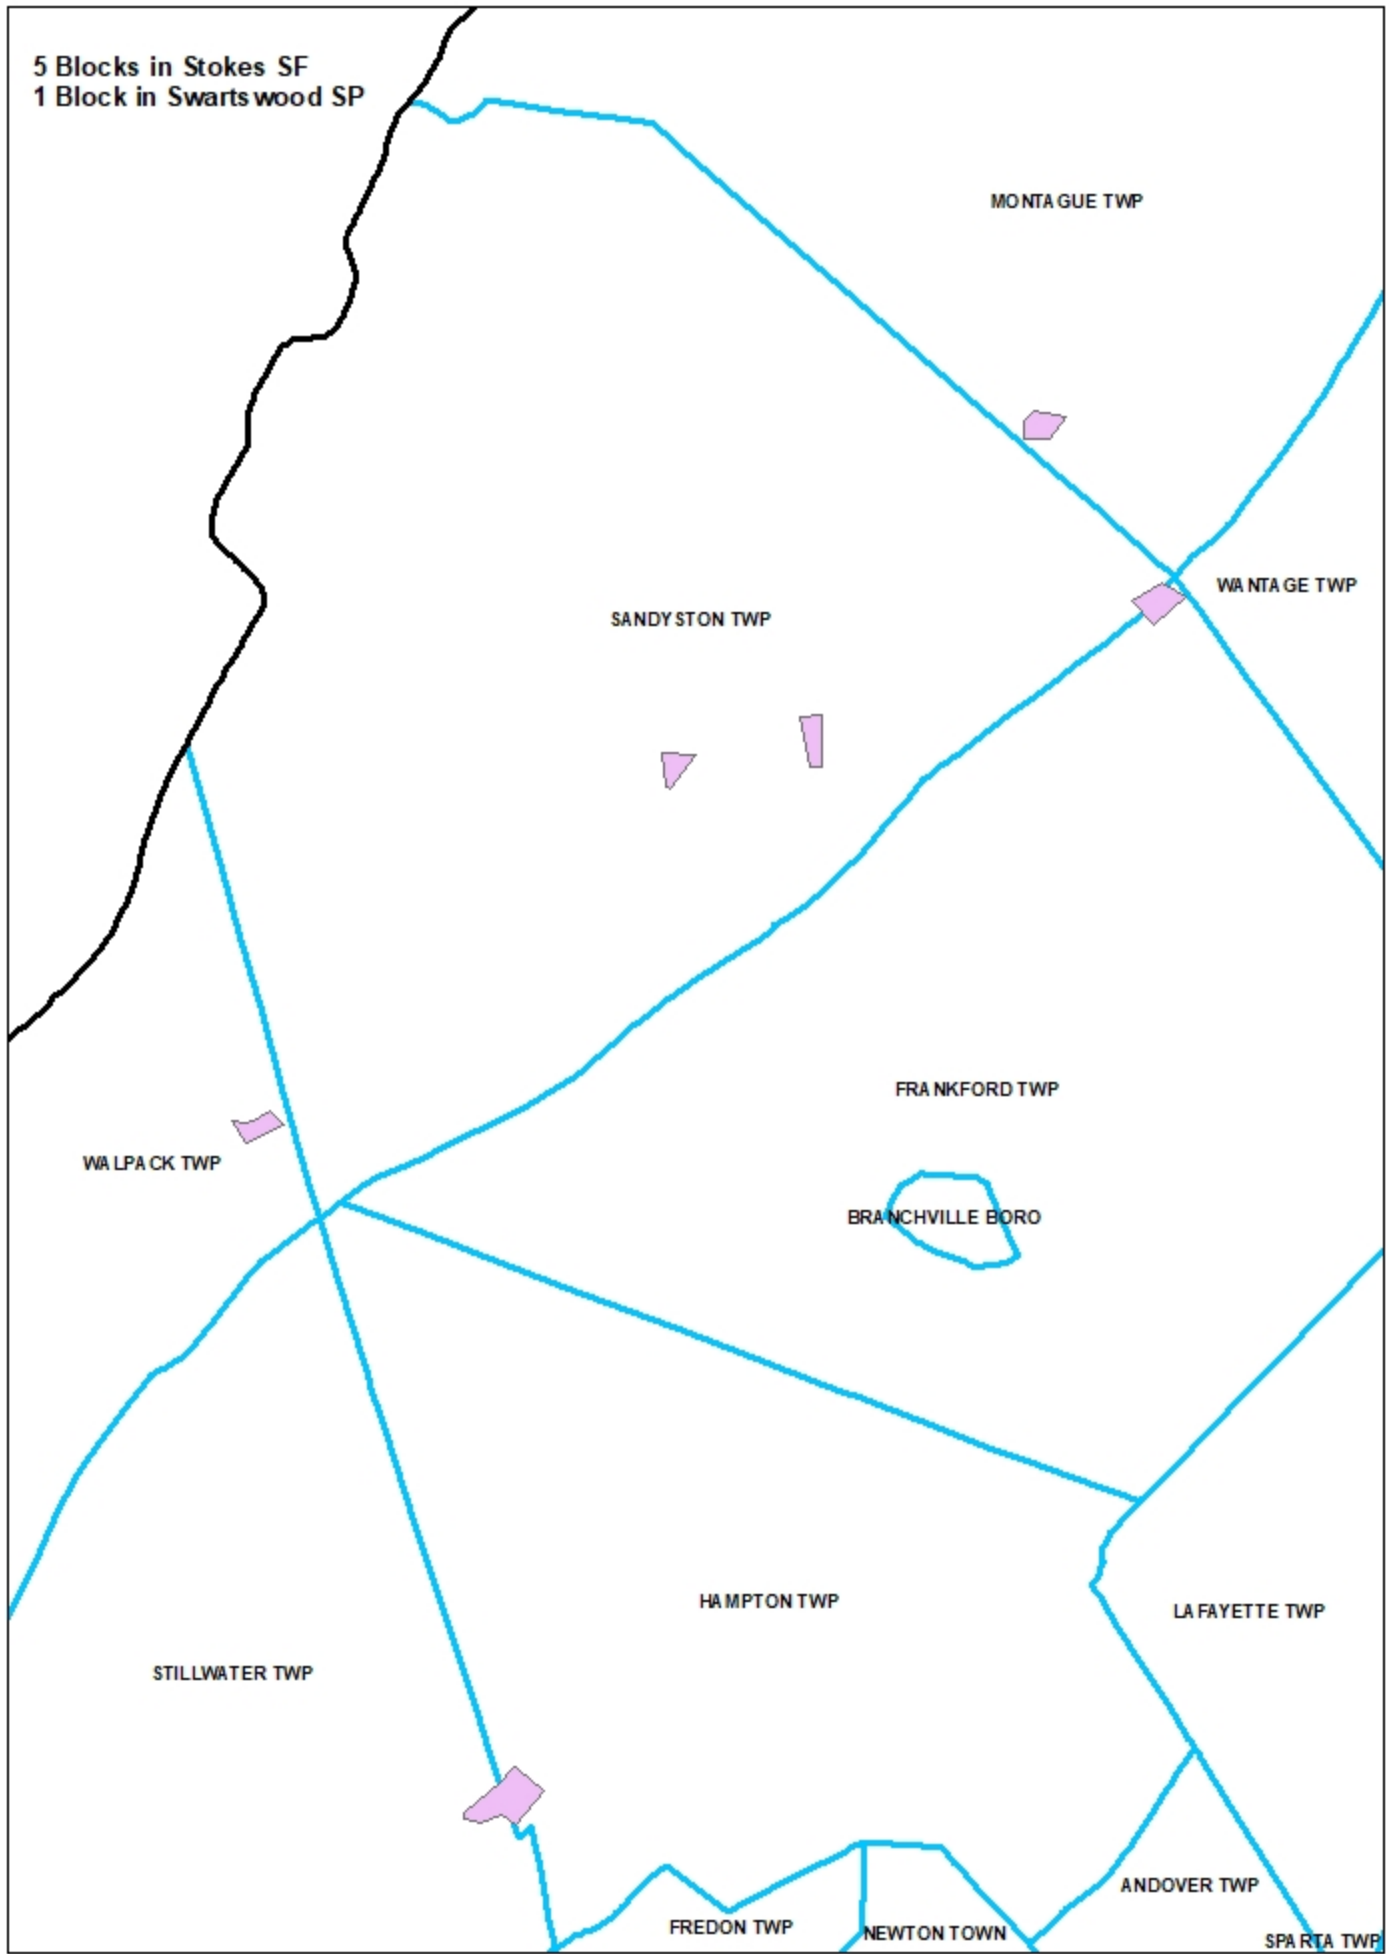 5 Blocks in Stokes SF
1 Block in Swartswood SP
MONTAGUE TWP
WANTAGE TWP
SANDYSTON TWP
FRANKFORD TWP
WALPACK TWP
BRANCHVILLE BORO
HAMPTON TWP
LAFAYETTE TWP
STILLWATER TWP
ANDOVER TWP
FREDON TWP
NEWTON TOWN
SPARTA TWP